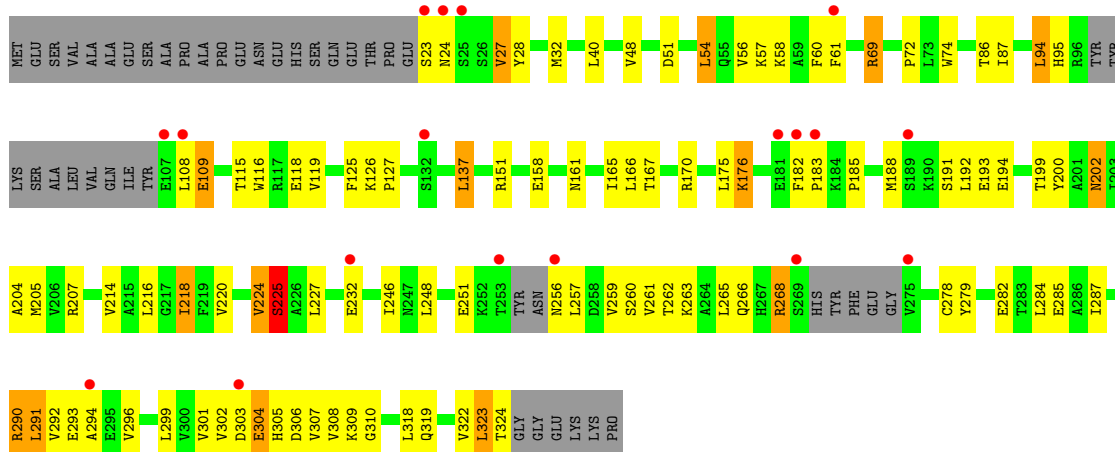 MET GLU SER VAL ALA ALA GLU SER ALA PRO ALA PRO GLU ASN GLU HIS SER GLN GLU THR PRO GLU S23 N24 S25 S26 V27 Y28 M32 L40 V48 D51 L54 Q55 V56 K57 K58 A59 F60 F61 R69 P72 L73 W74 T86 I87 L94 H95 R96 TYR TYR
LYS SER ALA LEU VAL GLN ILE TYR E107 L108 E109 T115 W116 R117 E118 V119 F125 K126 P127 S132 L137 R151 E158 N161 I165 L166 T167 R170 L175 K176 E181 F182 P183 K184 P185 M188 S189 K190 S191 L192 E193 E194 T199 Y200 A201 N202 I203
A204 M205 V206 R207 V214 A215 L216 G217 I218 F219 V220 V224 S225 A226 L227 E232 I246 N247 L248 E251 K252 T253 TYR ASN N256 L257 D258 V259 S260 V261 T262 K263 A264 L265 Q266 H267 R268 S269 HIS TYR PHE GLU GLY V275 C278 Y279 E282 T283 L284 E285 A286 I287
R290 L291 V292 E293 A294 E295 V296 L299 V300 V301 V302 D303 E304 H305 D306 V307 V308 K309 G310 L318 Q319 V322 L323 T324 GLY GLY GLU LYS LYS PRO